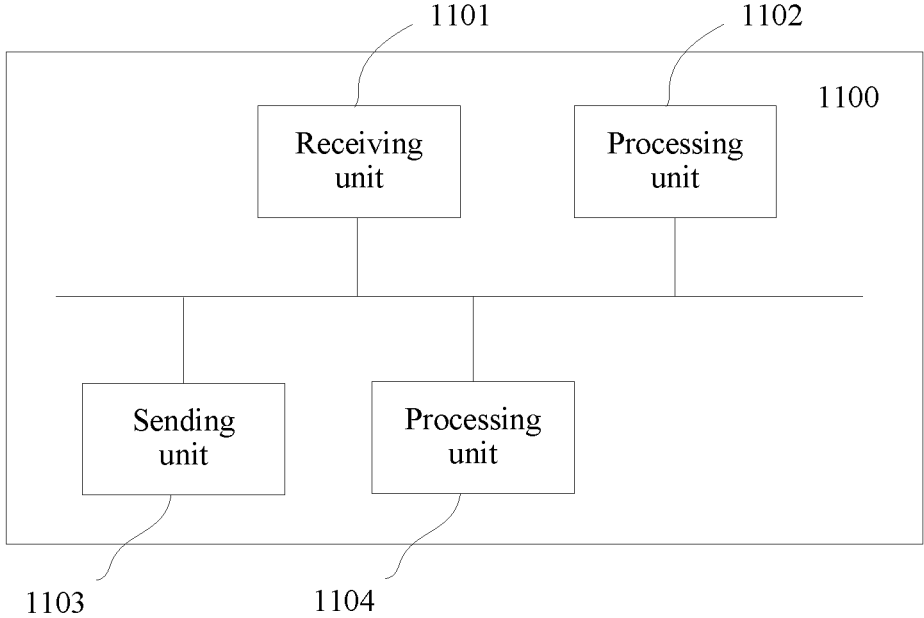 1101
1102
1100
Receiving
unit
Processing
unit
Sending
unit
Processing
unit
1103
1104